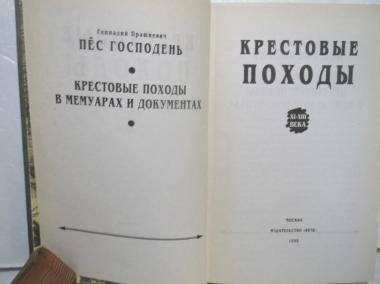 Геннадий Прашкевич
ПЁС ГОСПОДЕНЬ
КРЕСТОВЫЕ ПОХОДЫ
В МЕМУАРАХ И ДОКУМЕНТАХ
КРЕСТОВЫЕ
ПОХОДЫ
XI-XIII
ВЕКА
МОСКВА
ИЗДАТЕЛЬСТВО «ВЕЧЕ»